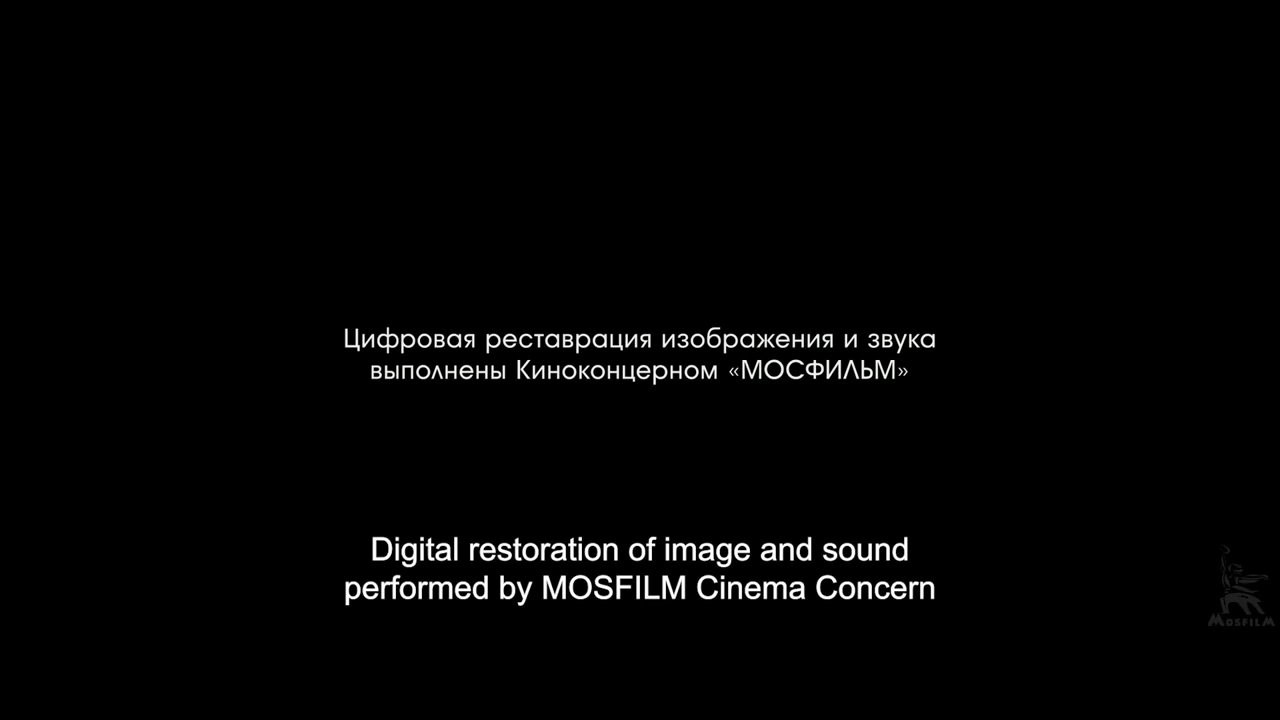 Цифровая реставрация изображения и звука
выполнены Киноконцерном «МОСФИЛЬМ»
Digital restoration of image and sound
performed by MOSFILM Cinema Concern
MOSFILM